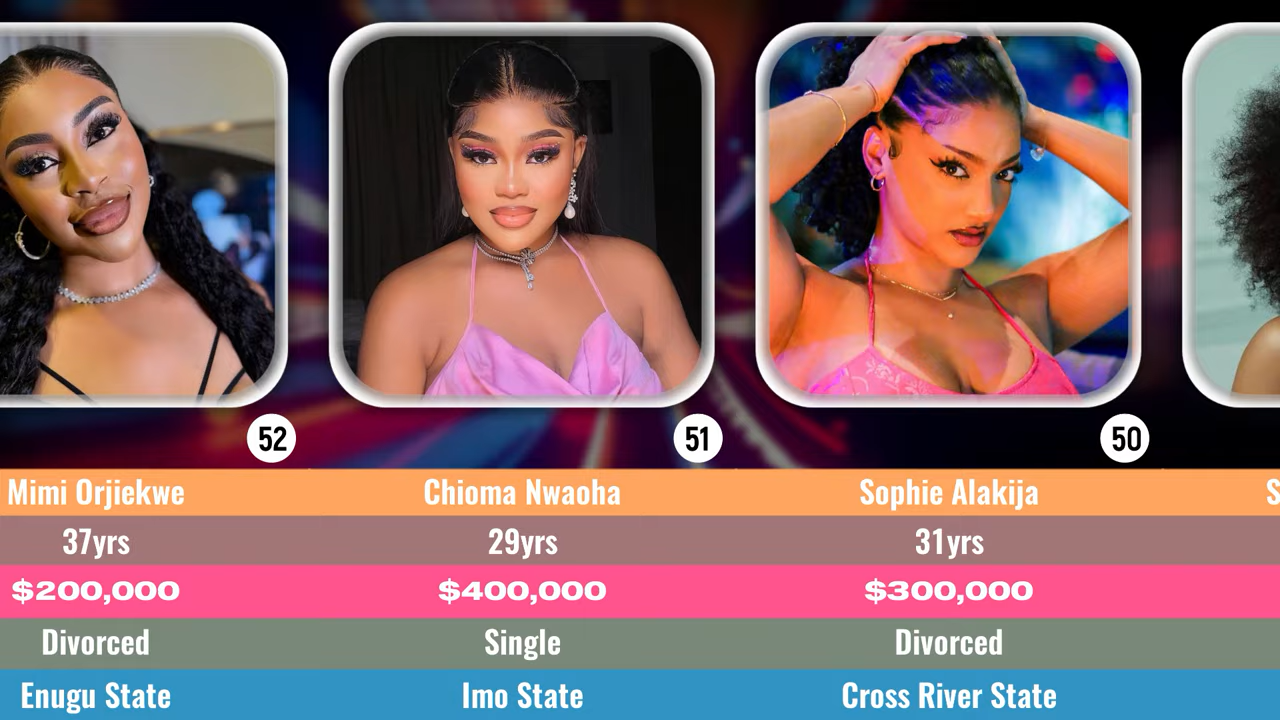 52
51
50
Mimi Orjiekwe
Chioma Nwaoha
Sophie Alakija
S
37yrs
29yrs
31yrs
$200,000
$400,000
$300,000
Divorced
Single
Divorced
Enugu State
Imo State
Cross River State